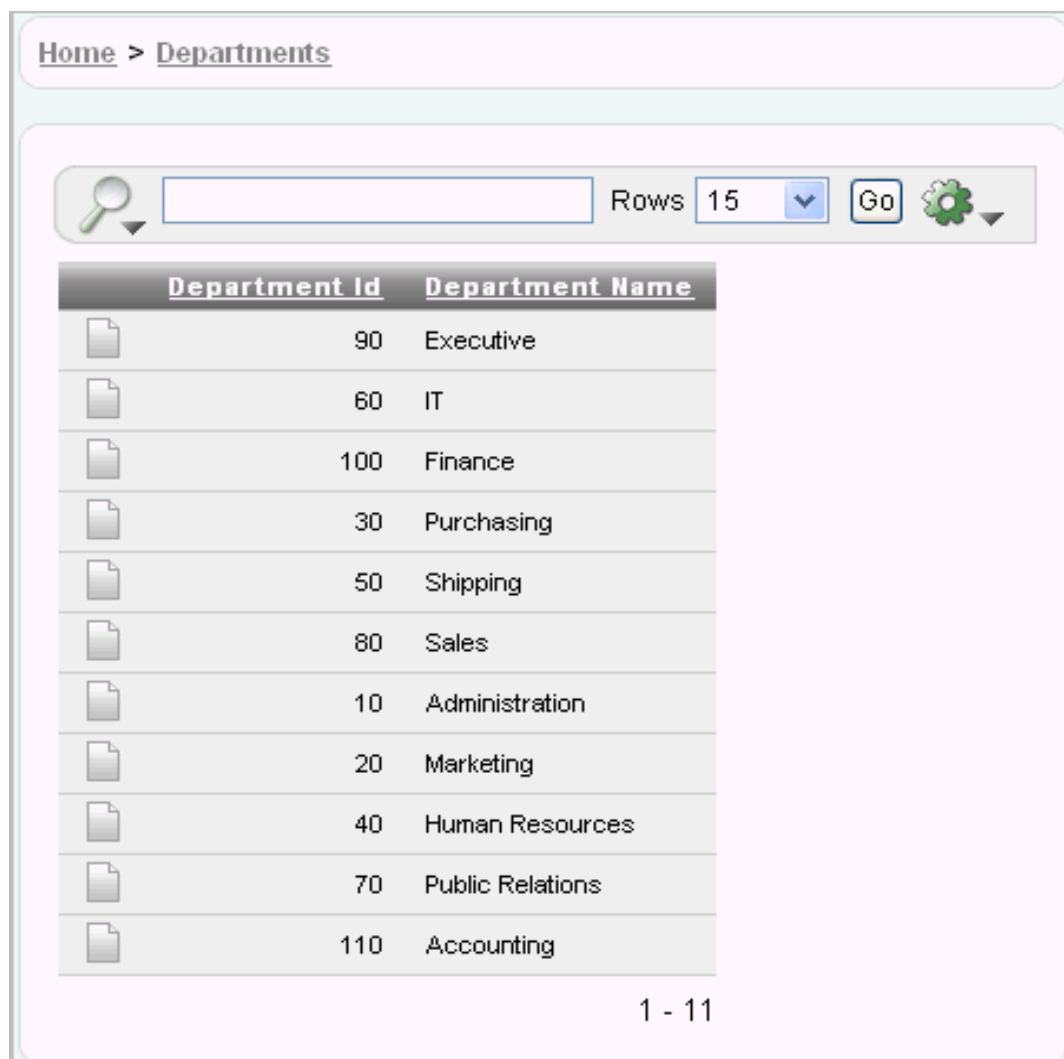 Home > Departments
Rows 15 Go
Department Id Department Name
90 Executive
60 IT
100 Finance
30 Purchasing
50 Shipping
80 Sales
10 Administration
20 Marketing
40 Human Resources
70 Public Relations
110 Accounting
1 - 11